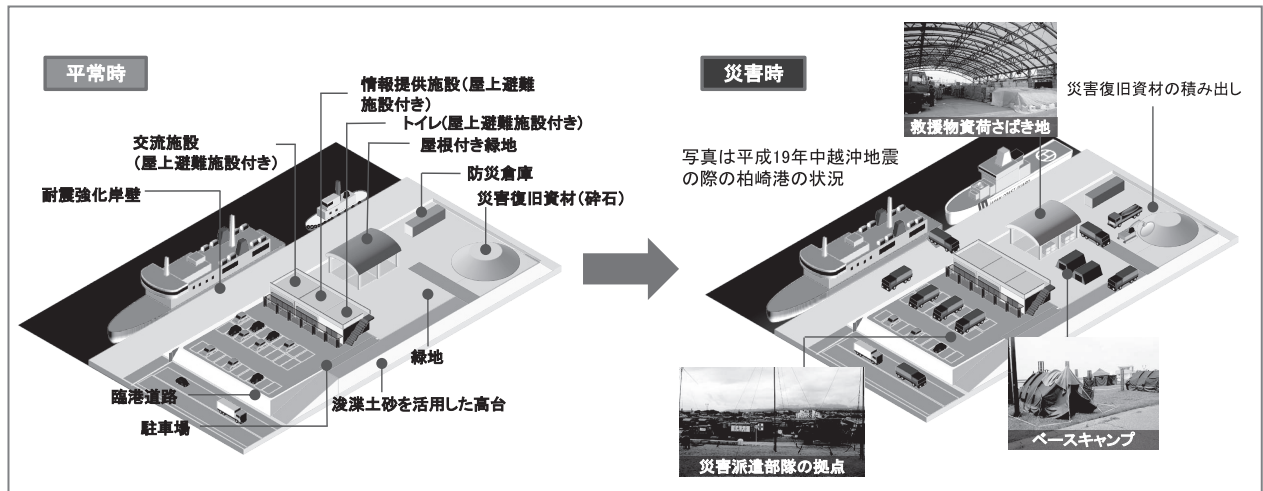 平常時
情報提供施設(屋上避難
施設付き)
トイレ(屋上避難施設付き)
交流施設
(屋上避難施設付き)
屋根付き緑地
防災倉庫
耐震強化岸壁
災害復旧資材(砕石)
緑地
臨港道路
浚渫土砂を活用した高台
駐車場
災害時
救援物資荷さばき地
災害復旧資材の積み出し
写真は平成19年中越沖地震
の際の柏崎港の状況
ベースキャンプ
災害派遣部隊の拠点